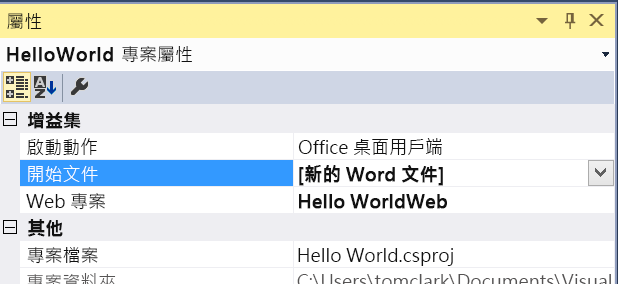 屬性
HelloWorld 專案屬性
增益集
啟動動作 Office 桌面用戶端
開始文件 [新的 Word 文件]
Web 專案 Hello WorldWeb
其他
專案檔案 Hello World.csproj
專案資料夾 C:\Users\tomclark\Documents\Visual